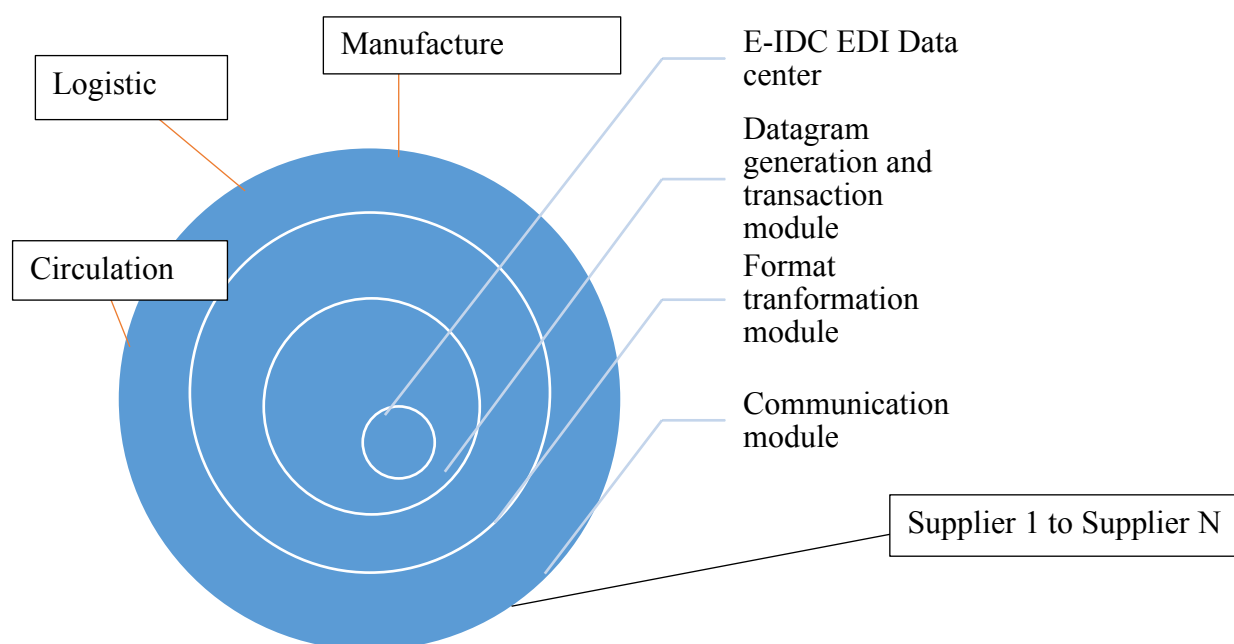 Manufacture
Logistic
Circulation
E-IDC EDI Data
center
Datagram
generation and
transaction
module
Format
tranformation
module
Communication
module
Supplier 1 to Supplier N